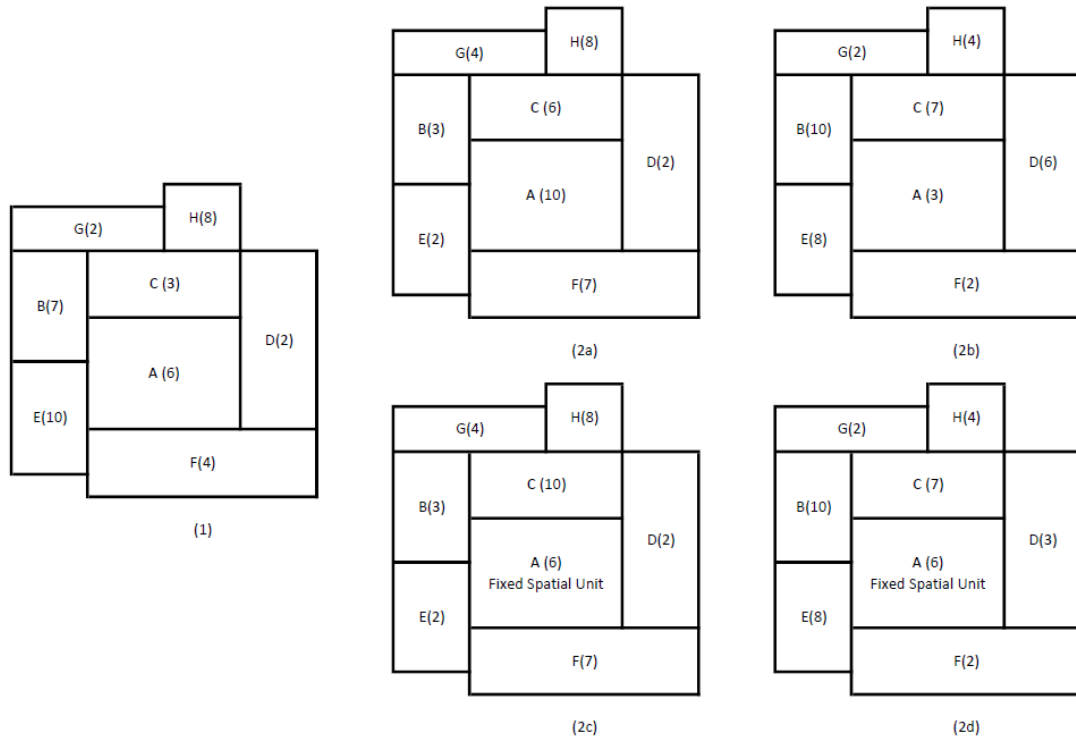 G(2)
H(8)
B(7)
C (3)
D(2)
A (6)
E(10)
F(4)
(1)
G(4)
H(8)
B(3)
C (6)
D(2)
A (10)
E(2)
F(7)
(2a)
G(2)
H(4)
B(10)
C (7)
D(6)
A (3)
E(8)
F(2)
(2b)
G(4)
H(8)
B(3)
C (10)
D(2)
A (6)
Fixed Spatial Unit
E(2)
F(7)
(2c)
G(2)
H(4)
B(10)
C (7)
D(3)
A (6)
Fixed Spatial Unit
E(8)
F(2)
(2d)